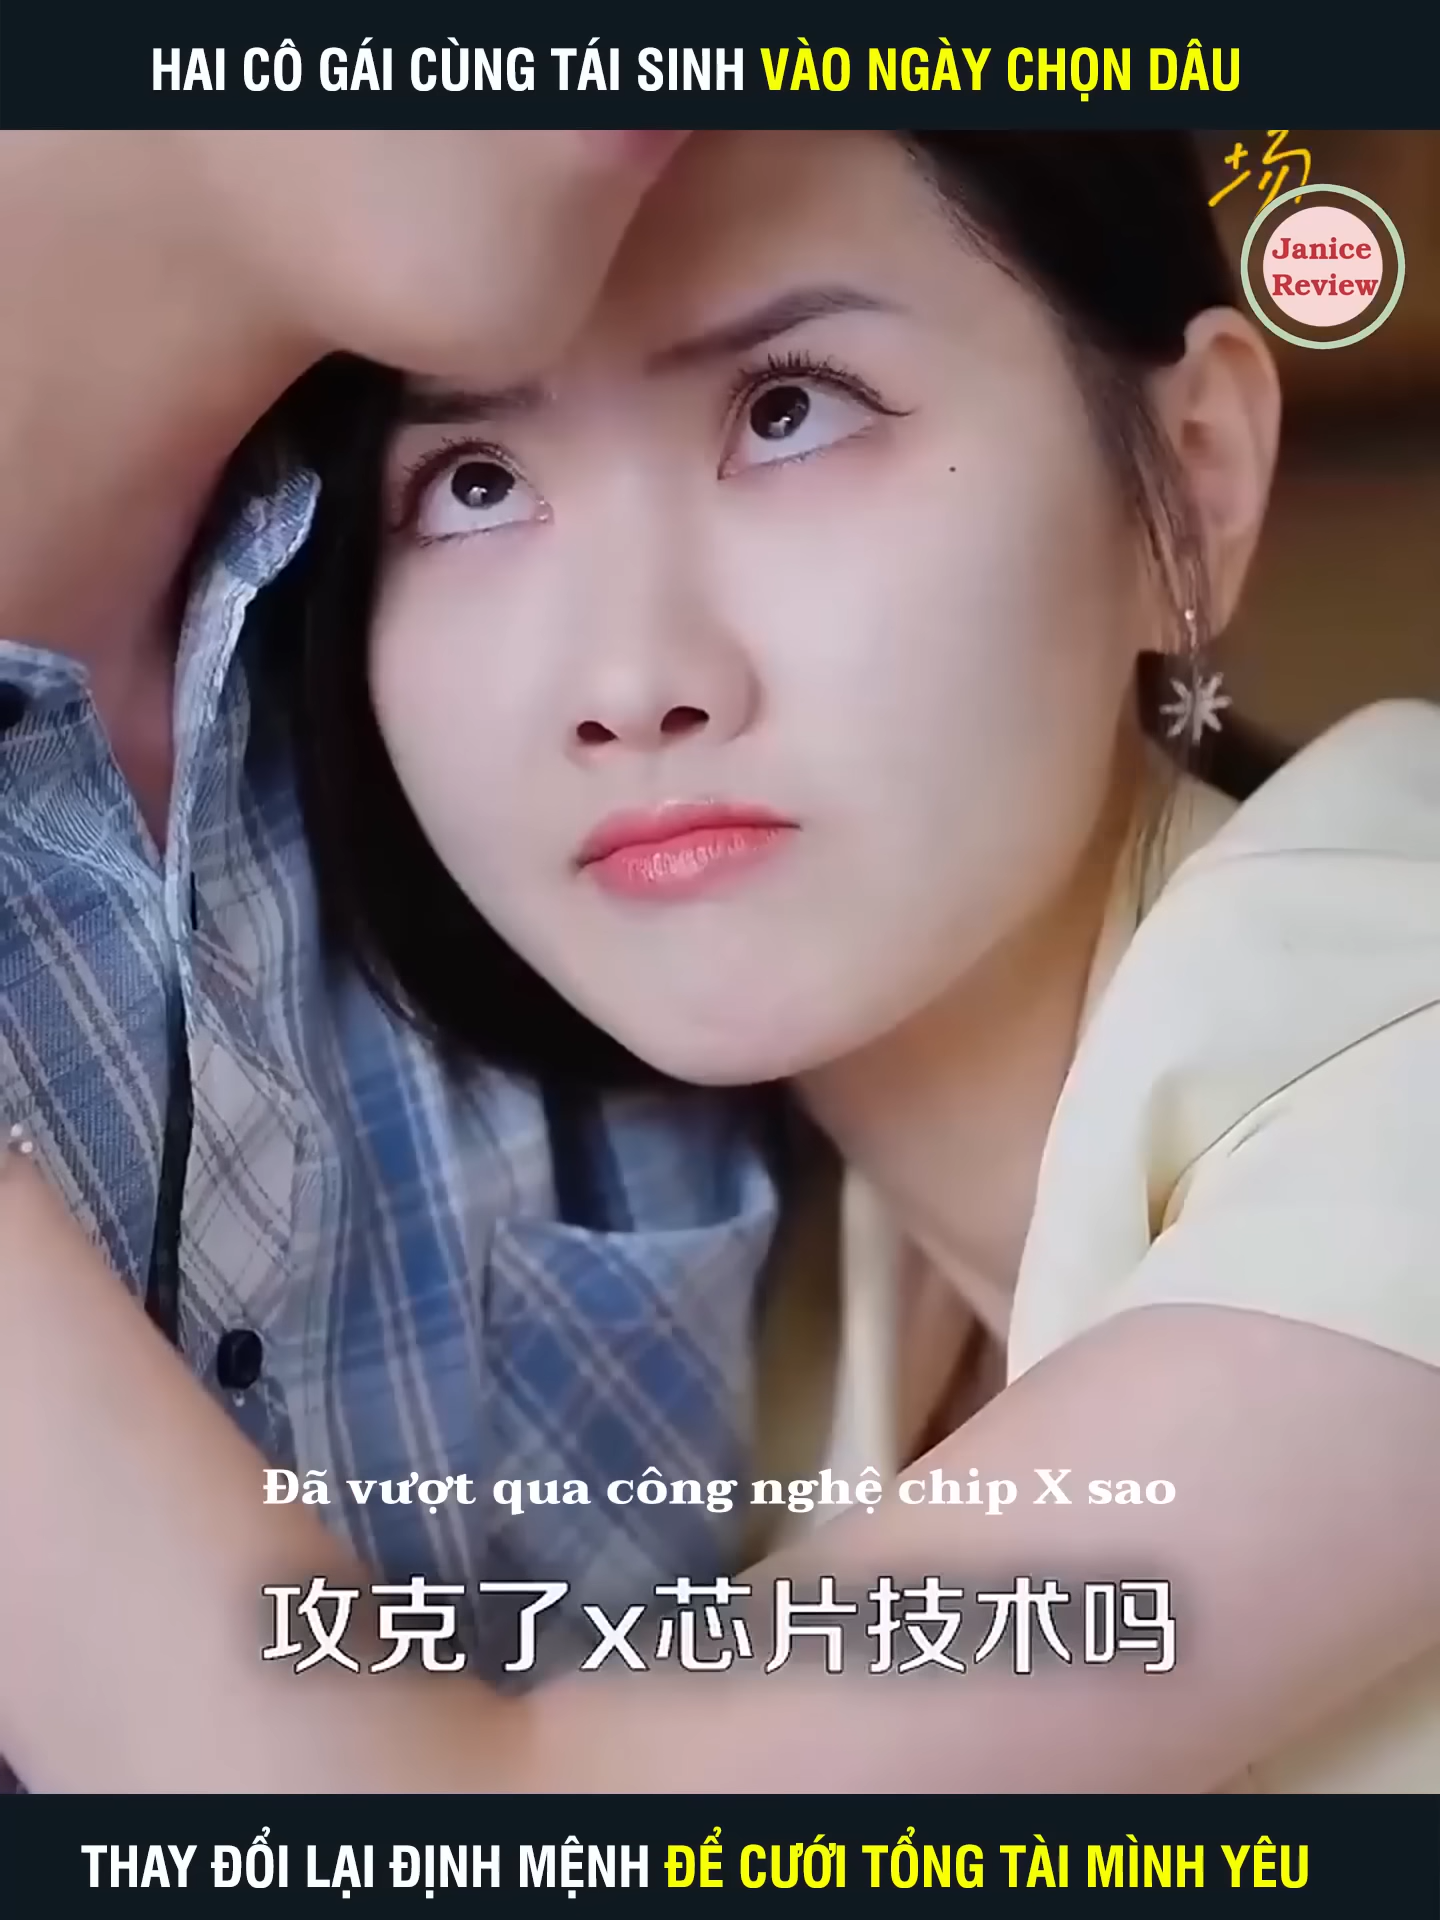 HAI CÔ GÁI CÙNG TÁI SINH VÀO NGÀY CHỌN DÂU
场
Janice
Review
Đã vượt qua công nghệ chip X sao
攻克了x芯片技术吗
THAY ĐỔI LẠI ĐỊNH MỆNH ĐỂ CƯỚI TỔNG TÀI MÌNH YÊU